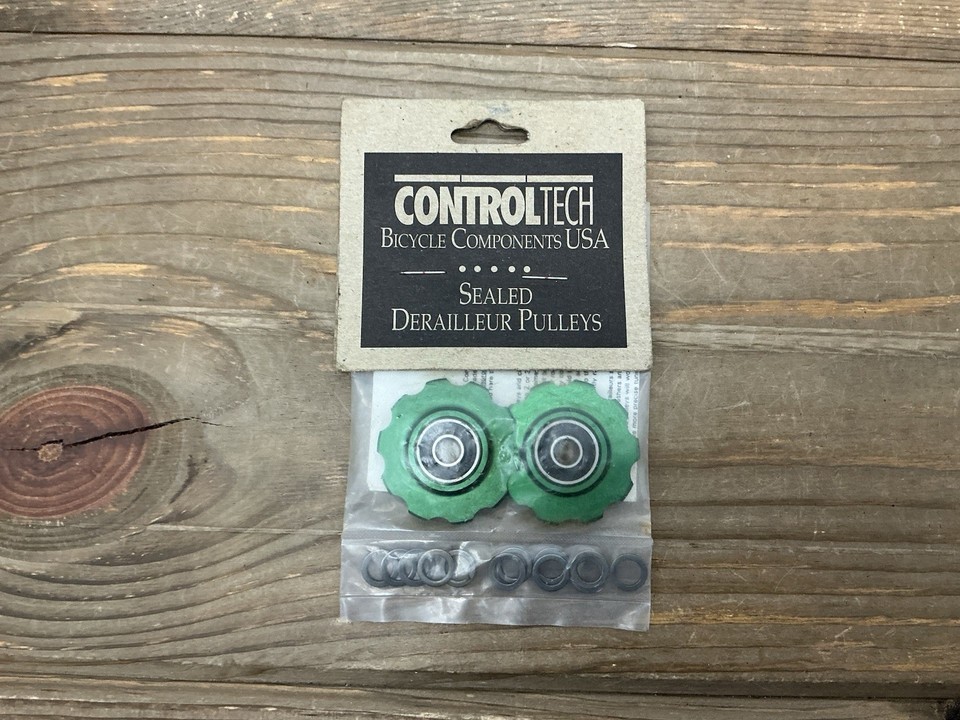 CONTROLTECH
BICYCLE COMPONENTS USA
SEALED
DERAILLEUR PULLEYS